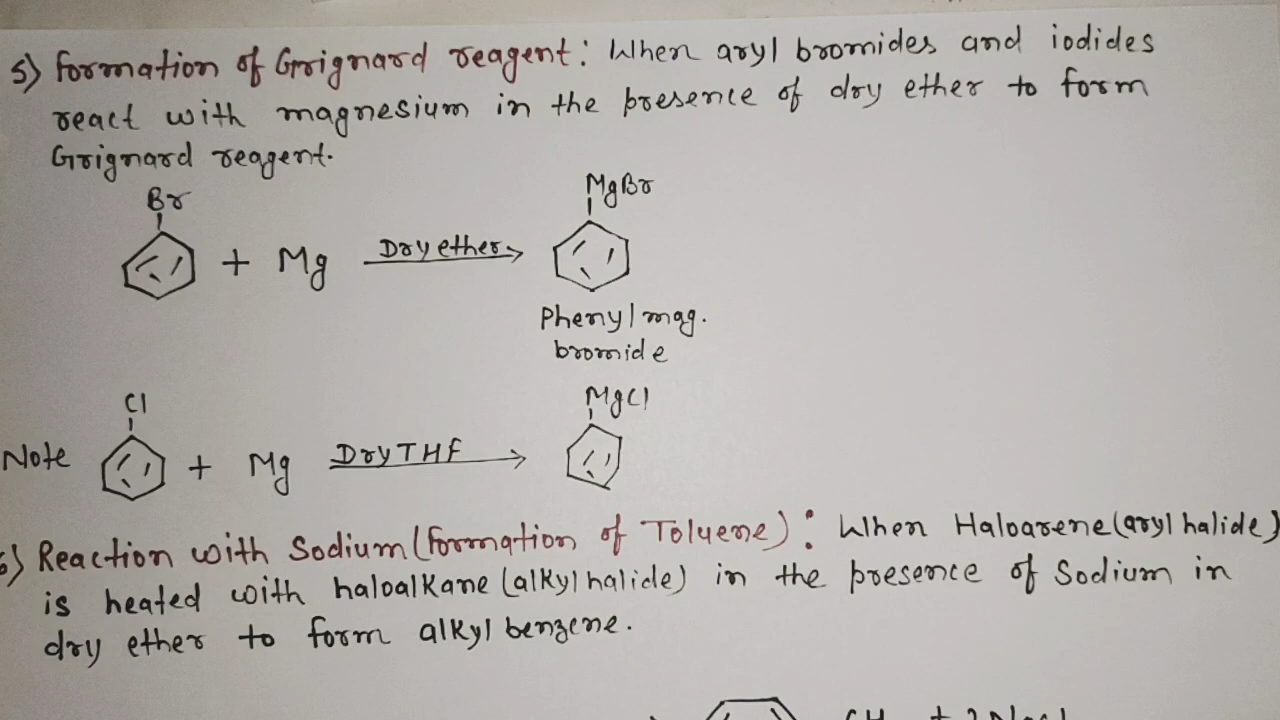 5) Formation of Grignard reagent: When aryl bromides and iodides
react with magnesium in the presence of dry ether to form
Grignard reagent.
Br
MgBr
+ Mg Dry ether
Phenyl mag.
bromide
Cl
MgCl
Note + Mg Dry THF
6) Reaction with Sodium (formation of Toluene): When Haloarene (aryl halide)
is heated with haloalkane (alkyl halide) in the presence of Sodium in
dry ether to form alkyl benzene.